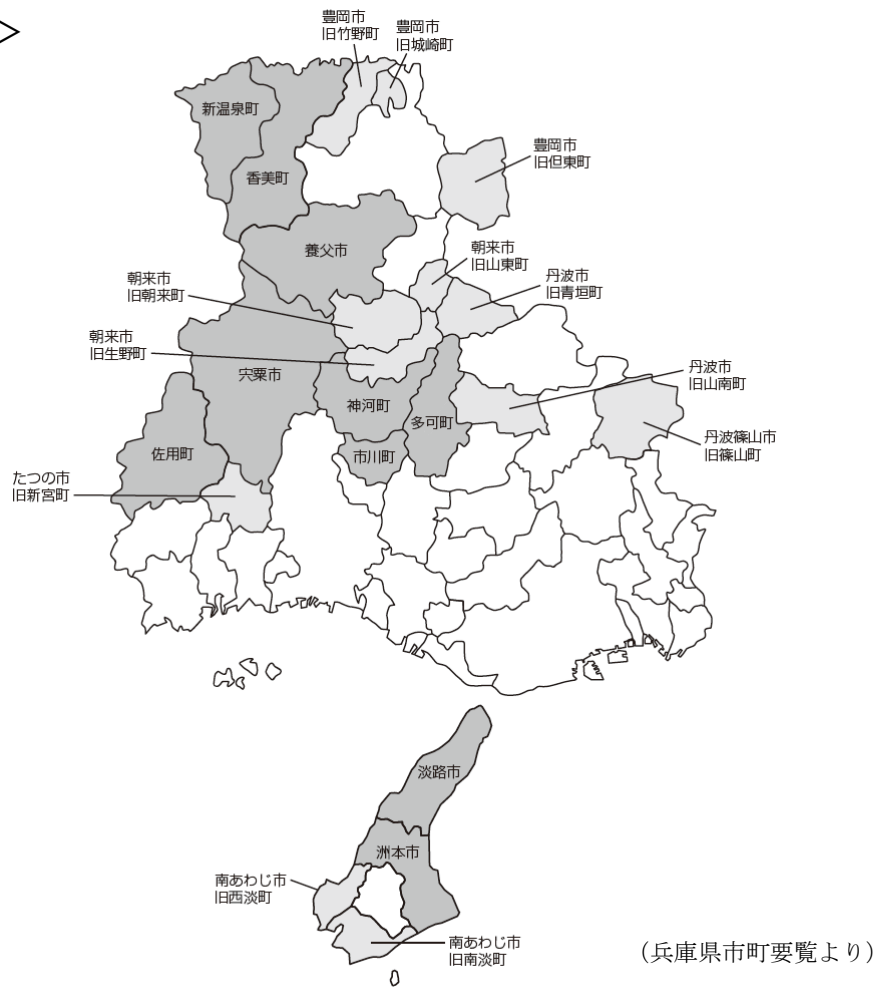 豊岡市
旧竹野町
豊岡市
旧城崎町
新温泉町
豊岡市
旧但東町
香美町
養父市
朝来市
旧山東町
朝来市
旧朝来町
丹波市
旧青垣町
朝来市
旧生野町
丹波市
旧山南町
宍粟市
神河町
多可町
丹波篠山市
旧篠山町
佐用町
市川町
たつの市
旧新宮町
淡路市
洲本市
南あわじ市
旧西淡町
南あわじ市
旧南淡町
（兵庫県市町要覧より）